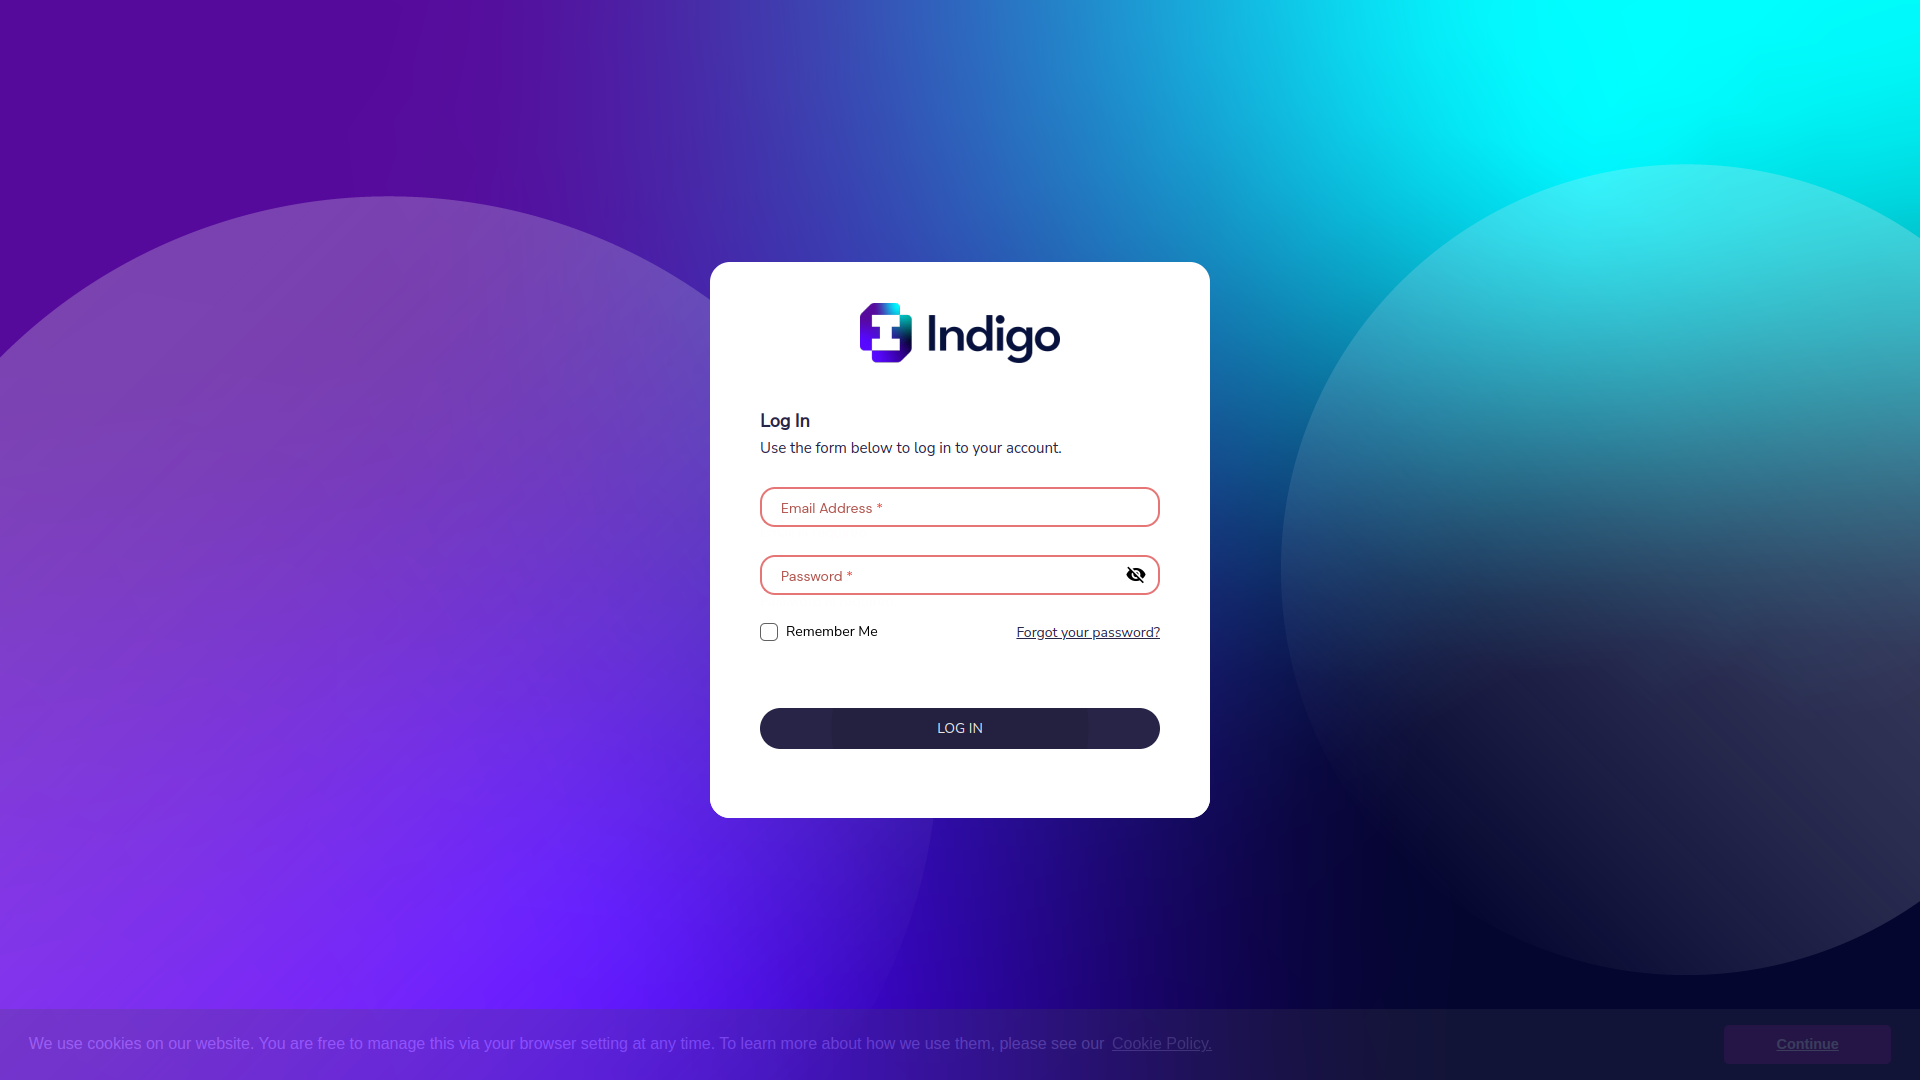 Indigo
Log In
Use the form below to log in to your account.
Email Address *
Password *
Remember Me
Forgot your password?
LOG IN
We use cookies on our website. You are free to manage this via your browser setting at any time. To learn more about how we use them, please see our Cookie Policy.
Continue